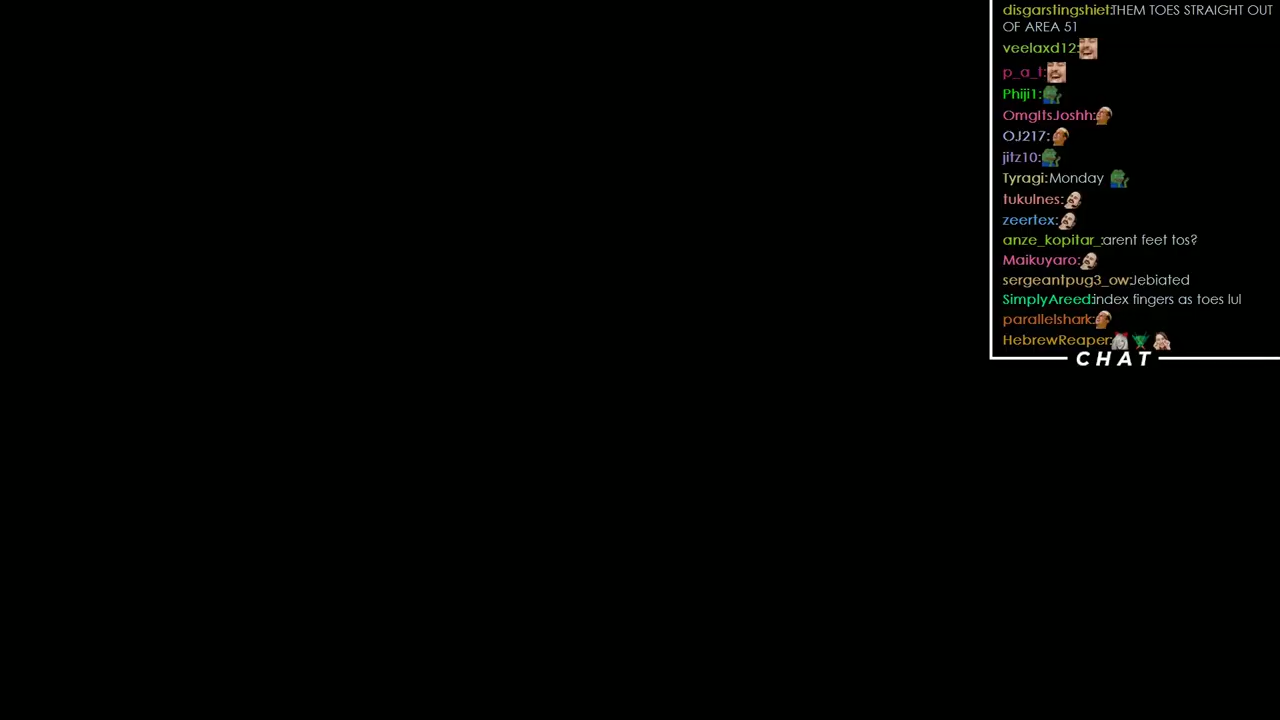 disgarstingshiet:THEM TOES STRAIGHT OUT
OF AREA 51
veelaxd12:
p_a_t:
Phiji1:
OmgItsJoshh:
OJ217:
jitz10:
Tyragi:Monday
tukulnes:
zeertex:
anze_kopitar_:arent feet tos?
Maikuyaro:
sergeantpug3_ow:Jebiated
SimplyAreed:index fingers as toes lul
parallelshark:
HebrewReaper:
CHAT